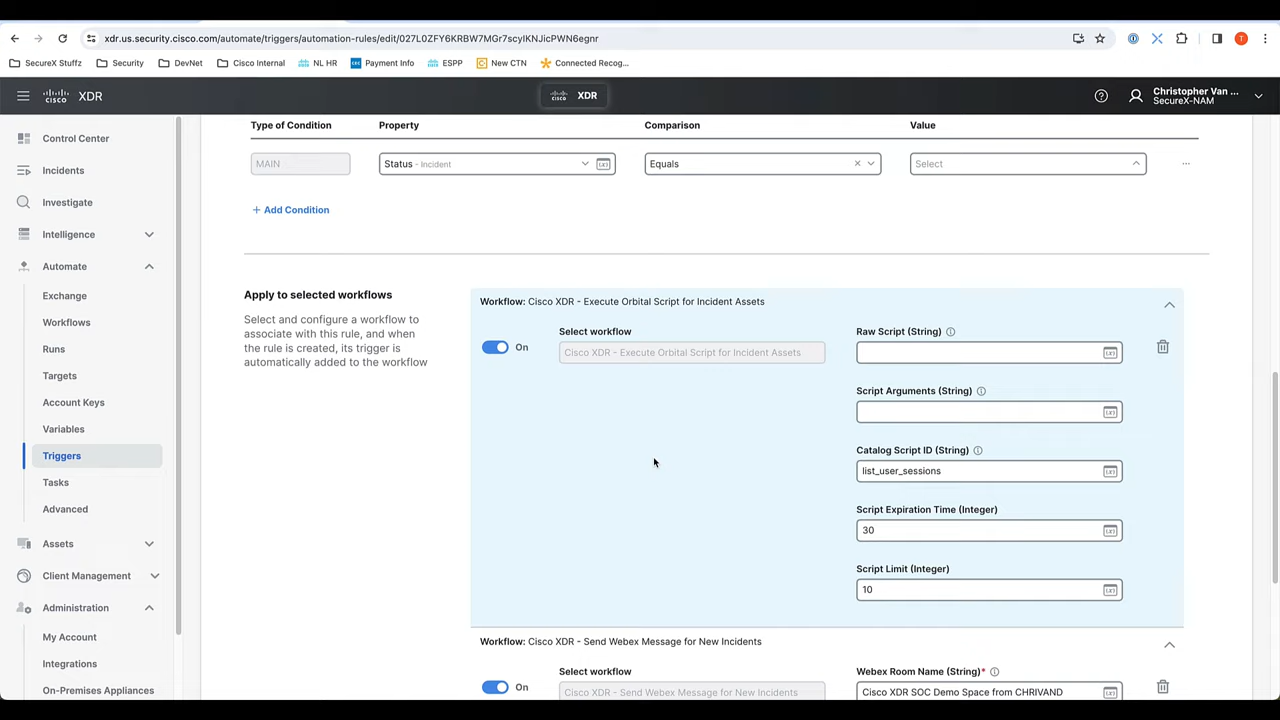 xdr.us.security.cisco.com/automate/triggers/automation-rules/edit/027L0ZFY6KRBW7MGr7scyIKNJicPWN6egnr
SecureX Stuffz
Security
DevNet
Cisco Internal
NL HR
Payment Info
ESPP
New CTN
Connected Recog...
T
cisco XDR
cisco XDR
Christopher Van ...
SecureX-NAM
Control Center
Incidents
Investigate
Intelligence
Automate
Exchange
Workflows
Runs
Targets
Account Keys
Variables
Triggers
Tasks
Advanced
Assets
Client Management
Administration
My Account
Integrations
On-Premises Appliances
Type of Condition
Property
Comparison
Value
MAIN
Status - Incident
Equals
Select
+ Add Condition
Apply to selected workflows
Select and configure a workflow to
associate with this rule, and when
the rule is created, its trigger is
automatically added to the workflow
Workflow: Cisco XDR - Execute Orbital Script for Incident Assets
On
Select workflow
Cisco XDR - Execute Orbital Script for Incident Assets
Raw Script (String)
Script Arguments (String)
Catalog Script ID (String)
list_user_sessions
Script Expiration Time (Integer)
30
Script Limit (Integer)
10
Workflow: Cisco XDR - Send Webex Message for New Incidents
On
Select workflow
Cisco XDR - Send Webex Message for New Incidents
Webex Room Name (String)*
Cisco XDR SOC Demo Space from CHRIVAND